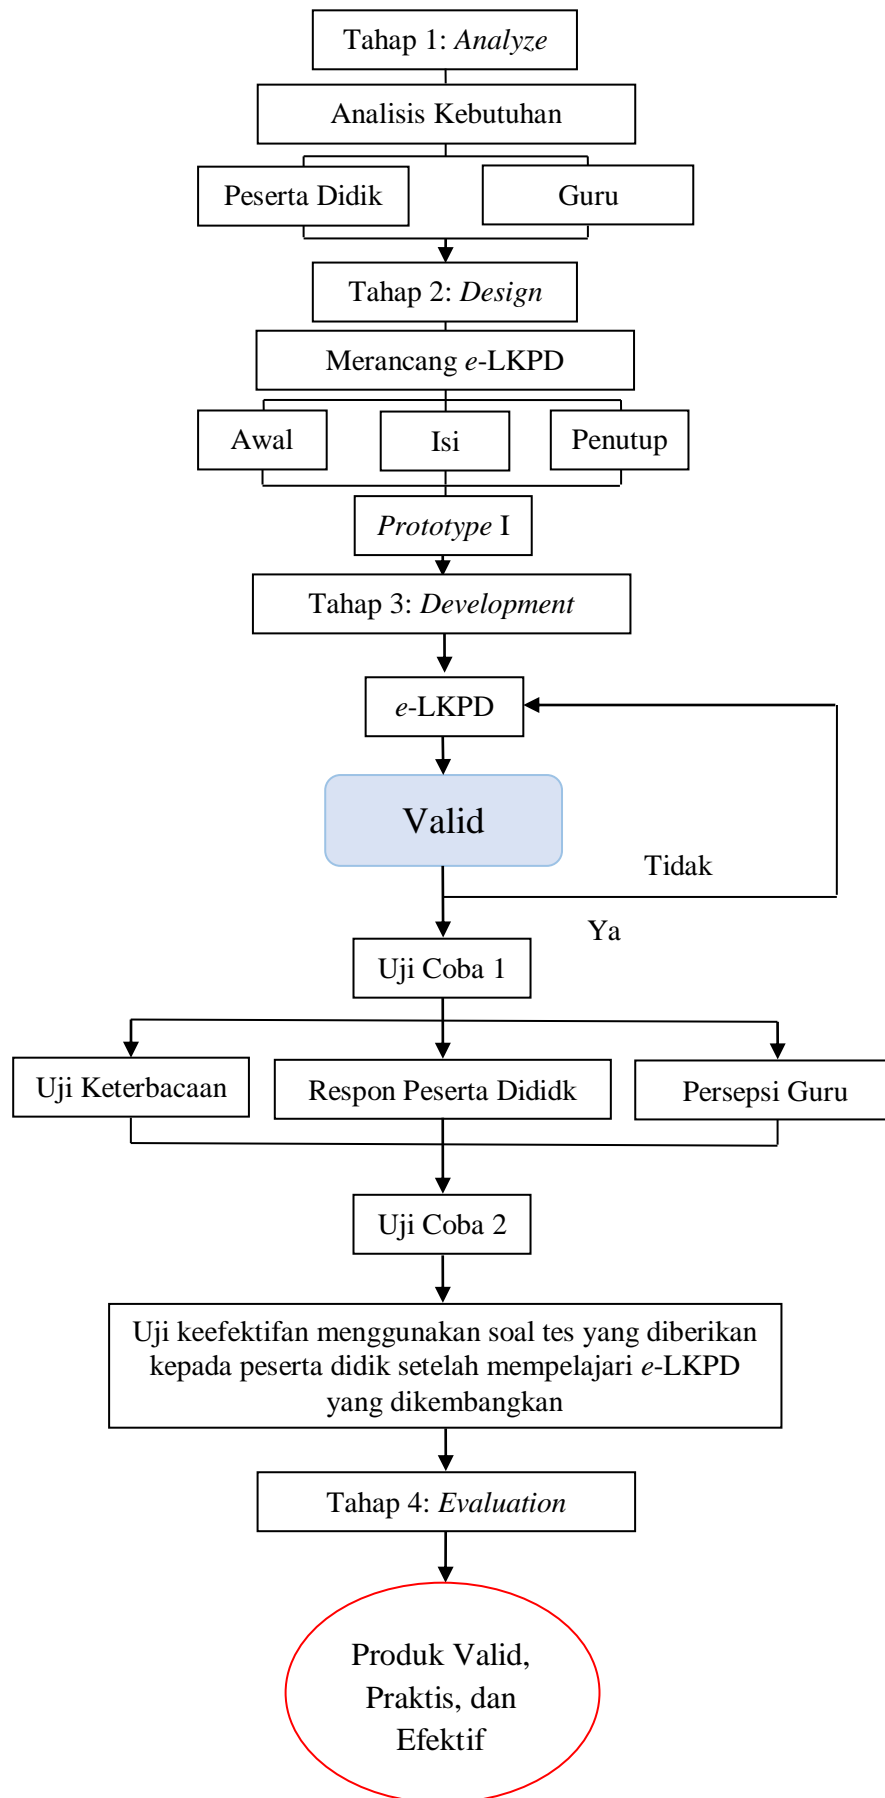 Tahap 1: Analyze
Analisis Kebutuhan
Peserta Didik
Guru
Tahap 2: Design
Merancang e-LKPD
Awal
Isi
Penutup
Prototype I
Tahap 3: Development
e-LKPD
Valid
Tidak
Ya
Uji Coba 1
Uji Keterbacaan
Respon Peserta Dididk
Persepsi Guru
Uji Coba 2
Uji keefektifan menggunakan soal tes yang diberikan
kepada peserta didik setelah mempelajari e-LKPD
yang dikembangkan
Tahap 4: Evaluation
Produk Valid,
Praktis, dan
Efektif